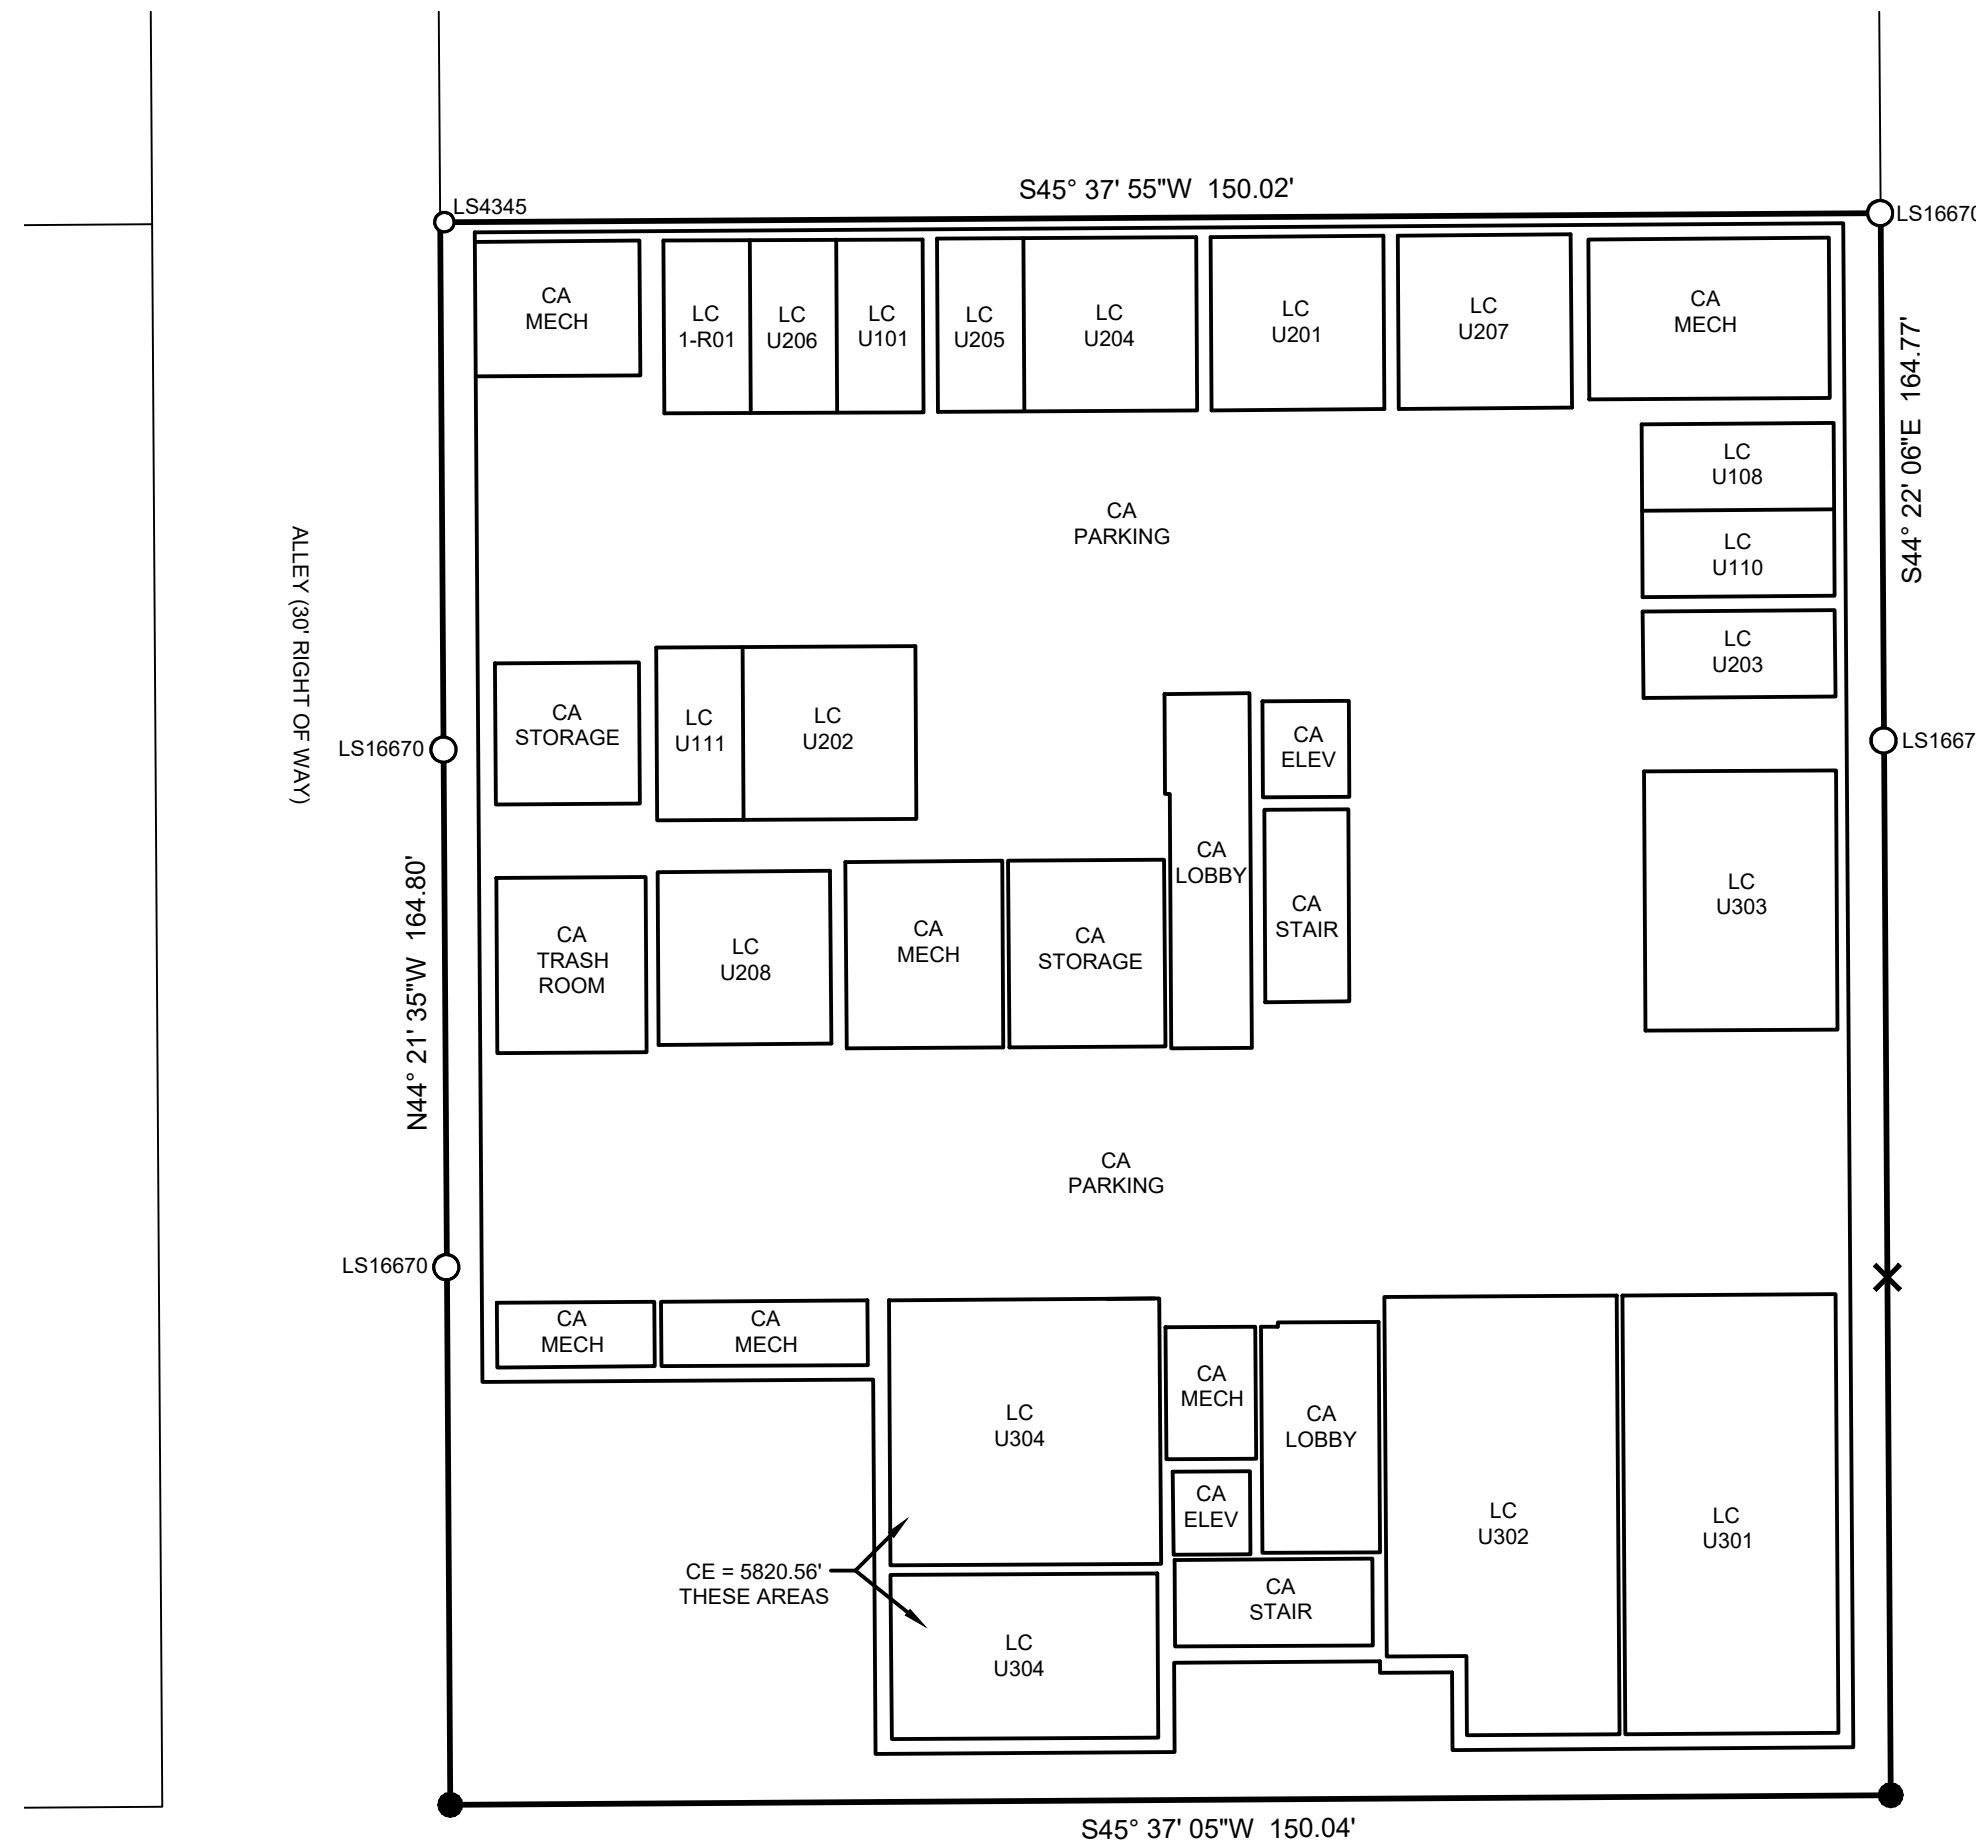 S45° 37' 55"W 150.02'
LS4345
LS16670
CA
MECH
LC
1-R01
LC
U206
LC
U101
LC
U205
LC
U204
LC
U201
LC
U207
CA
MECH
S44° 22' 06"E 164.77'
LC
U108
LC
U110
LC
U203
CA
PARKING
ALLEY (30' RIGHT OF WAY)
LS16670
CA
STORAGE
LC
U111
LC
U202
CA
ELEV
LS1667
CA
LOBBY
CA
STAIR
LC
U303
N44° 21' 35"W 164.80'
CA
TRASH
ROOM
LC
U208
CA
MECH
CA
STORAGE
CA
PARKING
LS16670
CA
MECH
CA
MECH
LC
U304
CA
MECH
CA
LOBBY
CA
ELEV
LC
U302
LC
U301
CE = 5820.56'
THESE AREAS
CA
STAIR
LC
U304
S45° 37' 05"W 150.04'